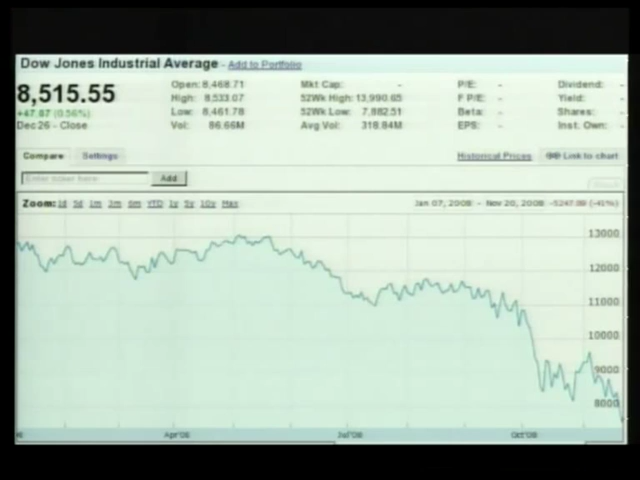 Dow Jones Industrial Average - Add to Portfolio
8,515.55
+47.07 (0.56%)
Dec 26 - Close
Open: 8,468.71
High: 8,533.07
Low: 8,461.78
Vol: 86.66M
Mkt Cap: -
52Wk High: 13,990.65
52Wk Low: 7,882.51
Avg Vol: 318.84M
P/E: -
F P/E: -
Beta: -
EPS: -
Dividend: -
Yield: -
Shares: -
Inst. Own: -
Compare Settings Historical Prices Link to chart
Enter ticker here Add
Zoom: 1d 5d 1m 3m 6m YTD 1y 5y 10y Max Jan 07, 2008 - Nov 20, 2008 (-41%)
13000
12000
11000
10000
9000
8000
Apr'08 Jul'08 Oct'08